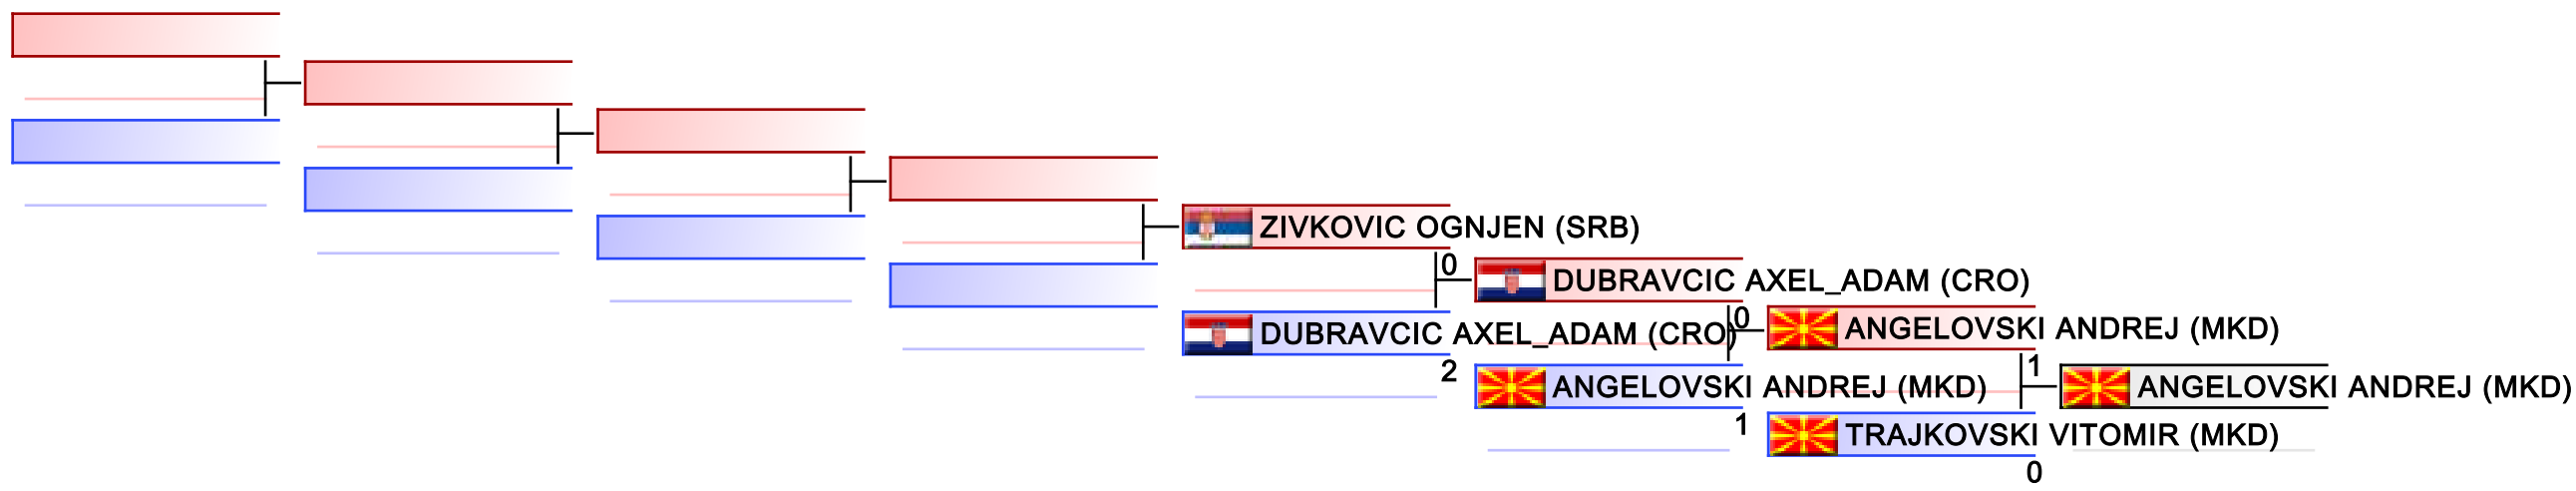 ZIVKOVIC OGNJEN (SRB)
0
DUBRAVCIC AXEL_ADAM (CRO)
DUBRAVCIC AXEL_ADAM (CRO)
2
0
ANGELOVSKI ANDREJ (MKD)
ANGELOVSKI ANDREJ (MKD)
1
1
ANGELOVSKI ANDREJ (MKD)
TRAJKOVSKI VITOMIR (MKD)
0